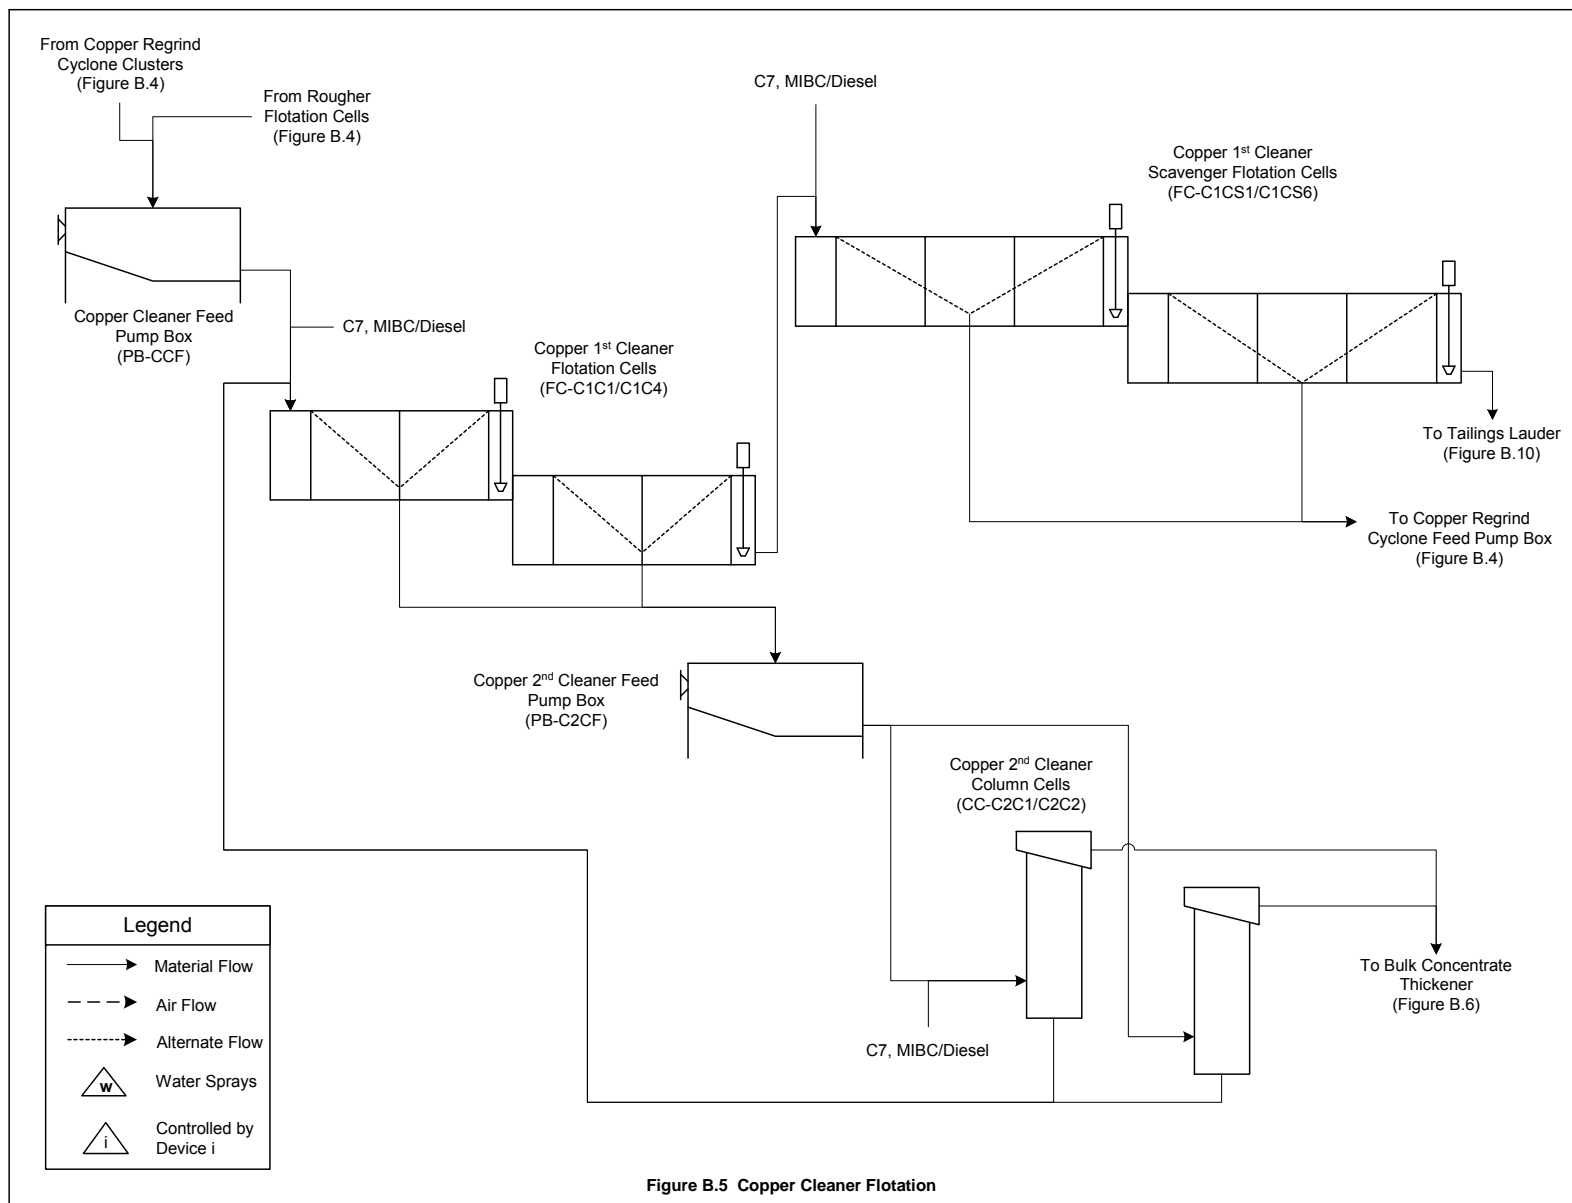 From Copper Regrind
Cyclone Clusters
(Figure B.4)
From Rougher
Flotation Cells
(Figure B.4)
Copper Cleaner Feed
Pump Box
(PB-CCF)
C7, MIBC/Diesel
Copper 1st Cleaner
Flotation Cells
(FC-C1C1/C1C4)
C7, MIBC/Diesel
Copper 1st Cleaner
Scavenger Flotation Cells
(FC-C1CS1/C1CS6)
To Tailings Lauder
(Figure B.10)
To Copper Regrind
Cyclone Feed Pump Box
(Figure B.4)
Copper 2nd Cleaner Feed
Pump Box
(PB-C2CF)
Copper 2nd Cleaner
Column Cells
(CC-C2C1/C2C2)
C7, MIBC/Diesel
To Bulk Concentrate
Thickener
(Figure B.6)
Legend
Material Flow
Air Flow
Alternate Flow
w Water Sprays
i Controlled by
Device i
Figure B.5 Copper Cleaner Flotation